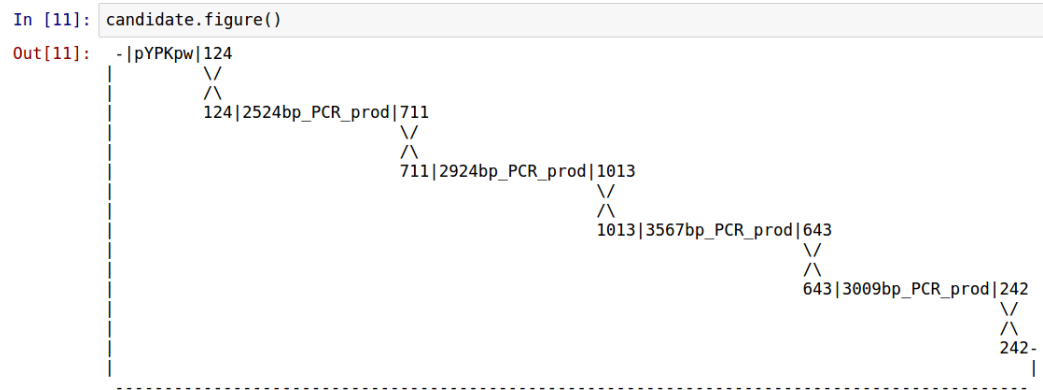 In [11]: candidate.figure()
Out[11]: -|pYPKpw|124
|         \/
|         /\
|         124|2524bp_PCR_prod|711
|                             \/
|                             /\
|                             711|2924bp_PCR_prod|1013
|                                                 \/
|                                                 /\
|                                                 1013|3567bp_PCR_prod|643
|                                                                      \/
|                                                                      /\
|                                                                      643|3009bp_PCR_prod|242
|                                                                                          \/
|                                                                                          /\
|                                                                                          242-
|                                                                                             |
 ---------------------------------------------------------------------------------------------